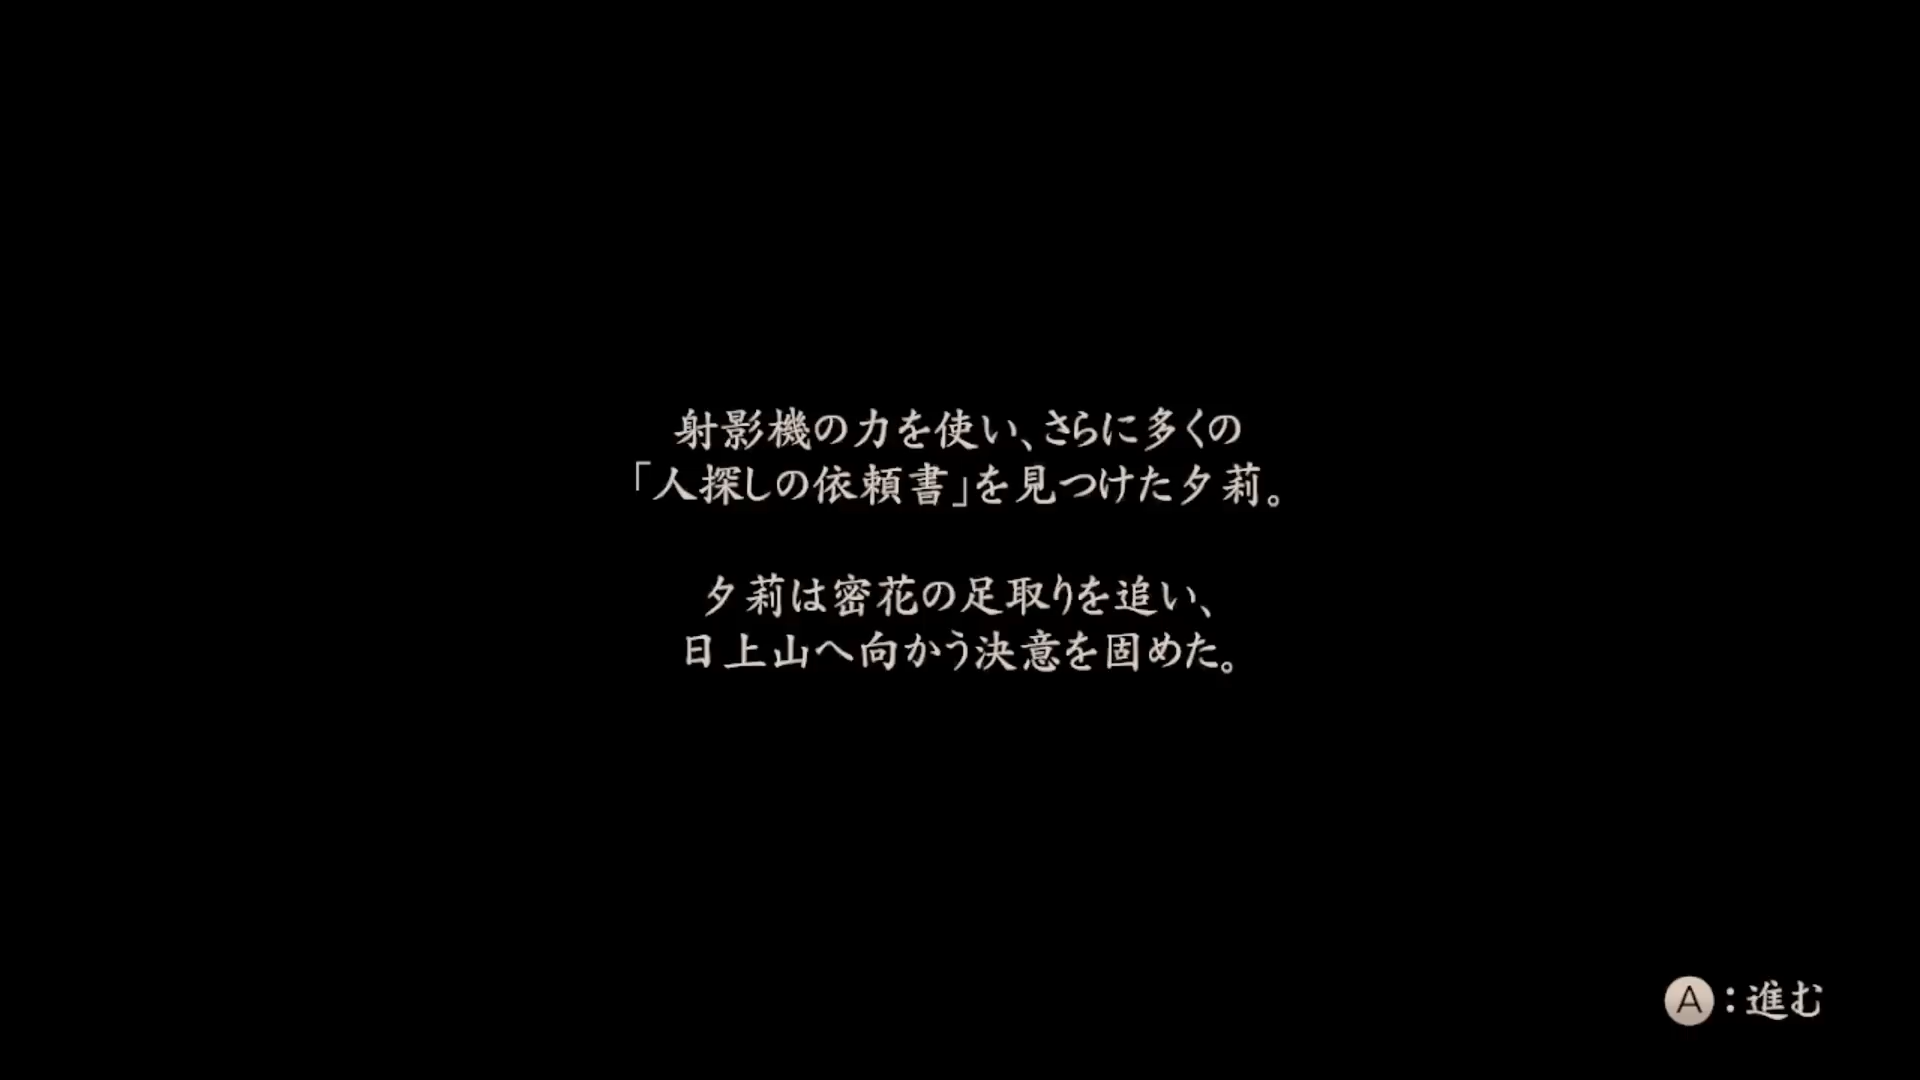 射影機の力を使い、さらに多くの
「人探しの依頼書」を見つけた夕莉。
夕莉は密花の足取りを追い、
日上山へ向かう決意を固めた。
A：進む